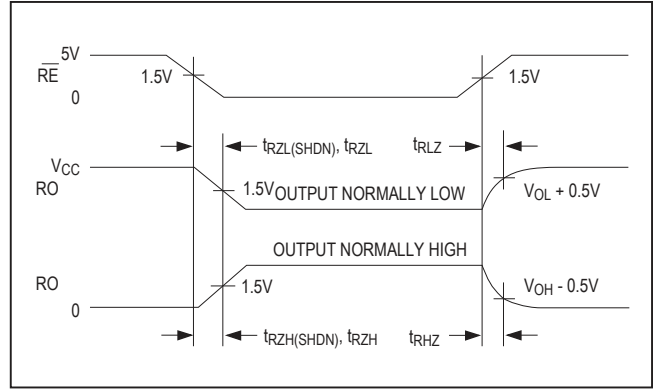 5V
RE
1.5V
1.5V
0
tRZL(SHDN), tRZL
tRLZ
VCC
RO
1.5V
OUTPUT NORMALLY LOW
VOL + 0.5V
OUTPUT NORMALLY HIGH
RO
1.5V
VOH - 0.5V
0
tRZH(SHDN), tRZH
tRHZ